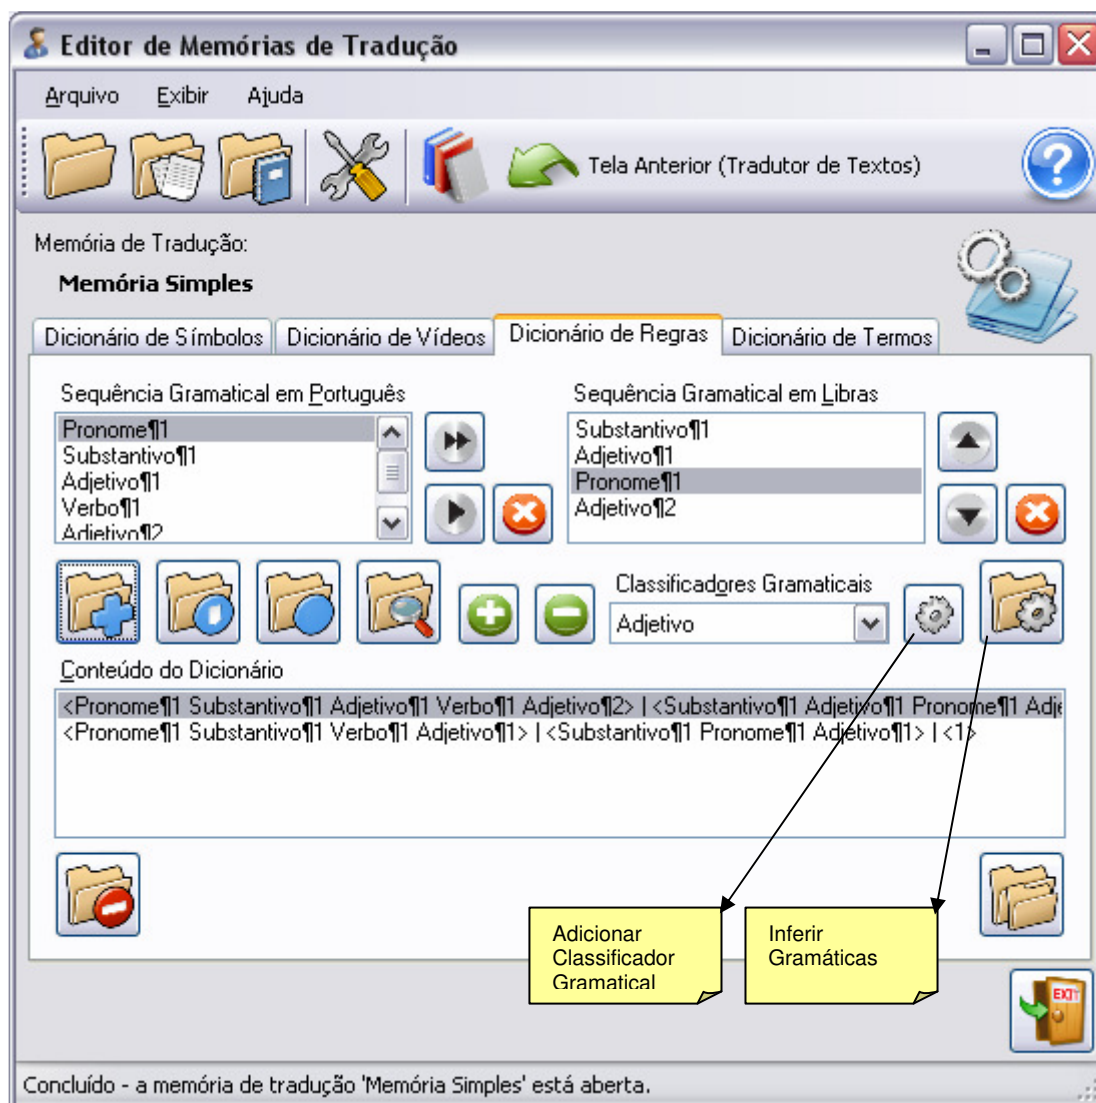 Editor de Memórias de Tradução
Arquivo Exibir Ajuda
Tela Anterior (Tradutor de Textos)
Memória de Tradução:
Memória Simples
Dicionário de Símbolos Dicionário de Vídeos Dicionário de Regras Dicionário de Termos
Sequência Gramatical em Português
Pronome¶1
Substantivo¶1
Adjetivo¶1
Verbo¶1
Adjetivo¶2
Sequência Gramatical em Libras
Substantivo¶1
Adjetivo¶1
Pronome¶1
Adjetivo¶2
Classificadores Gramaticais
Adjetivo
Conteúdo do Dicionário
<Pronome¶1 Substantivo¶1 Adjetivo¶1 Verbo¶1 Adjetivo¶2> | <Substantivo¶1 Adjetivo¶1 Pronome¶1 Adje
<Pronome¶1 Substantivo¶1 Verbo¶1 Adjetivo¶1> | <Substantivo¶1 Pronome¶1 Adjetivo¶1> | <1>
Adicionar
Classificador
Gramatical
Inferir
Gramáticas
EXIT
Concluído - a memória de tradução 'Memória Simples' está aberta.